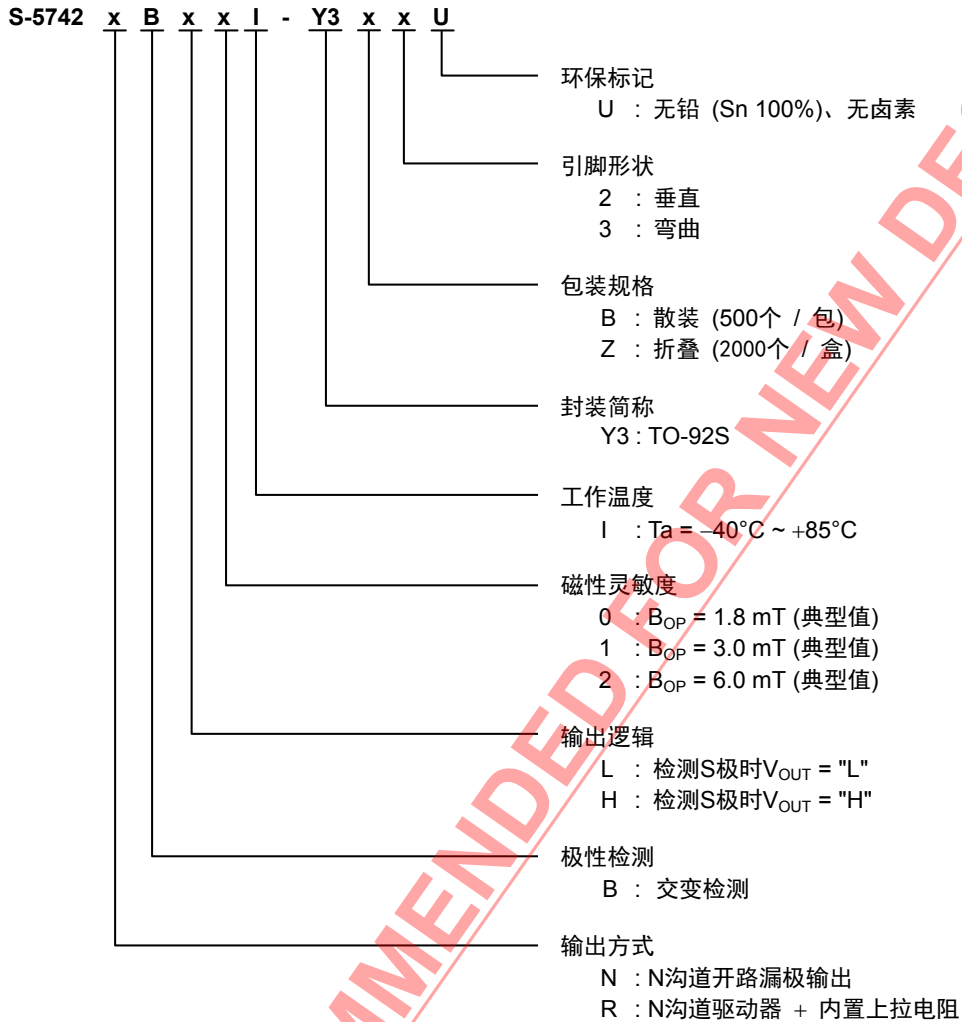 S-5742 x B x x I - Y3 x x U
环保标记
U : 无铅 (Sn 100%)、无卤素
引脚形状
2 : 垂直
3 : 弯曲
包装规格
B : 散装 (500个 / 包)
Z : 折叠 (2000个 / 盒)
封装简称
Y3 : TO-92S
工作温度
I : Ta = −40°C ~ +85°C
磁性灵敏度
0 : BOP = 1.8 mT (典型值)
1 : BOP = 3.0 mT (典型值)
2 : BOP = 6.0 mT (典型值)
输出逻辑
L : 检测S极时VOUT = "L"
H : 检测S极时VOUT = "H"
极性检测
B : 交变检测
输出方式
N : N沟道开路漏极输出
R : N沟道驱动器 + 内置上拉电阻
MMENDED FOR NEW DE